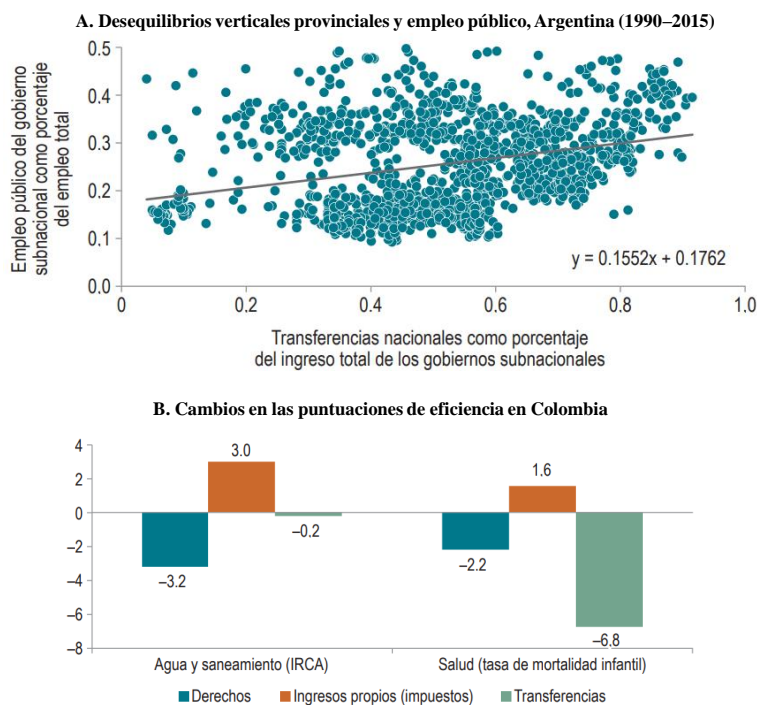 A. Desequilibrios verticales provinciales y empleo público, Argentina (1990–2015)
Empleo público del gobierno
subnacional como porcentaje
del empleo total
0.5
0.4
0.3
0.2
0.1
0.0
y = 0.1552x + 0.1762
0 0.2 0.4 0.6 0.8 1.0
Transferencias nacionales como porcentaje
del ingreso total de los gobiernos subnacionales
B. Cambios en las puntuaciones de eficiencia en Colombia
4
2
0
–2
–4
–6
–8
3.0
1.6
–0.2
–3.2
–2.2
–6.8
Agua y saneamiento (IRCA) Salud (tasa de mortalidad infantil)
Derechos Ingresos propios (impuestos) Transferencias